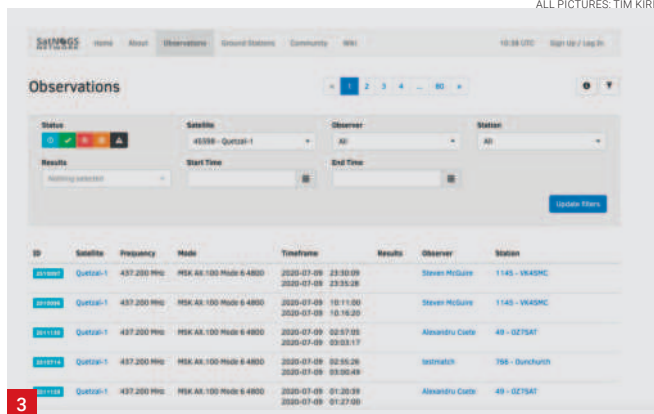 ALL PICTURES: TIM KIR
SatNOGS NETWORK Home About Observations Ground Stations Community Wiki 10:38 UTC Sign Up / Log In
Observations « 1 2 3 4 ... 60 »
Status Satellite Observer Station
45598 - Quetzal-1 All All
Results Start Time End Time
Nothing selected
Update Filters
ID Satellite Frequency Mode Timeframe Results Observer Station
Quetzal-1 437.200 MHz MSK AX.100 Mode 6 4800 2020-07-09 23:30:09 Steven McGuire 1145 - VK4SMC
2020-07-09 23:35:28
Quetzal-1 437.200 MHz MSK AX.100 Mode 6 4800 2020-07-09 10:11:00 Steven McGuire 1145 - VK4SMC
2020-07-09 10:16:20
Quetzal-1 437.200 MHz MSK AX.100 Mode 6 4800 2020-07-09 02:57:05 Alexandru Csete 49 - OZ7SAT
2020-07-09 03:03:17
Quetzal-1 437.200 MHz MSK AX.100 Mode 6 4800 2020-07-09 02:55:26 testmatch 766 - Dunchurch
2020-07-09 03:00:49
Quetzal-1 437.200 MHz MSK AX.100 Mode 6 4800 2020-07-09 01:20:39 Alexandru Csete 49 - OZ7SAT
2020-07-09 01:27:00
3